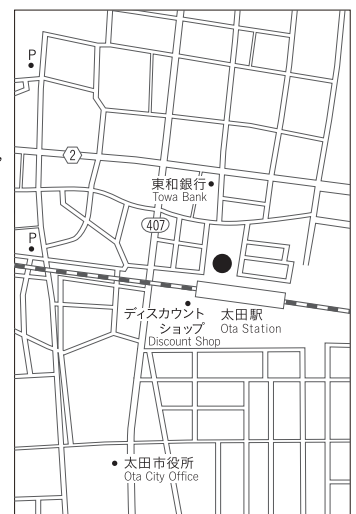 P
2
東和銀行
Towa Bank
407
P
ディスカウント
ショップ
Discount Shop
太田駅
Ota Station
太田市役所
Ota City Office